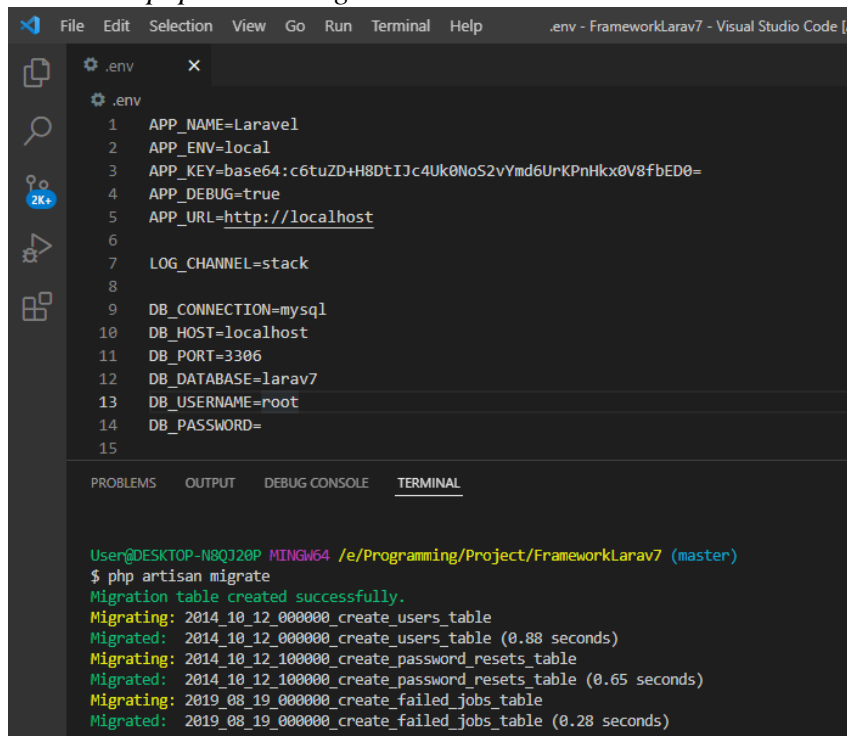 File Edit Selection View Go Run Terminal Help .env - FrameworkLarav7 - Visual Studio Code [
.env
.env
1 APP_NAME=Laravel
2 APP_ENV=local
3 APP_KEY=base64:c6tuZD+H8DtIJc4Uk0NoS2vYmd6UrKPnHkx0V8fbED0=
4 APP_DEBUG=true
2K+
5 APP_URL=http://localhost
6
7 LOG_CHANNEL=stack
8
9 DB_CONNECTION=mysql
10 DB_HOST=localhost
11 DB_PORT=3306
12 DB_DATABASE=larav7
13 DB_USERNAME=root
14 DB_PASSWORD=
15
PROBLEMS OUTPUT DEBUG CONSOLE TERMINAL
User@DESKTOP-N8QJ20P MINGW64 /e/Programming/Project/FrameworkLarav7 (master)
$ php artisan migrate
Migration table created successfully.
Migrating: 2014_10_12_000000_create_users_table
Migrated: 2014_10_12_000000_create_users_table (0.88 seconds)
Migrating: 2014_10_12_100000_create_password_resets_table
Migrated: 2014_10_12_100000_create_password_resets_table (0.65 seconds)
Migrating: 2019_08_19_000000_create_failed_jobs_table
Migrated: 2019_08_19_000000_create_failed_jobs_table (0.28 seconds)